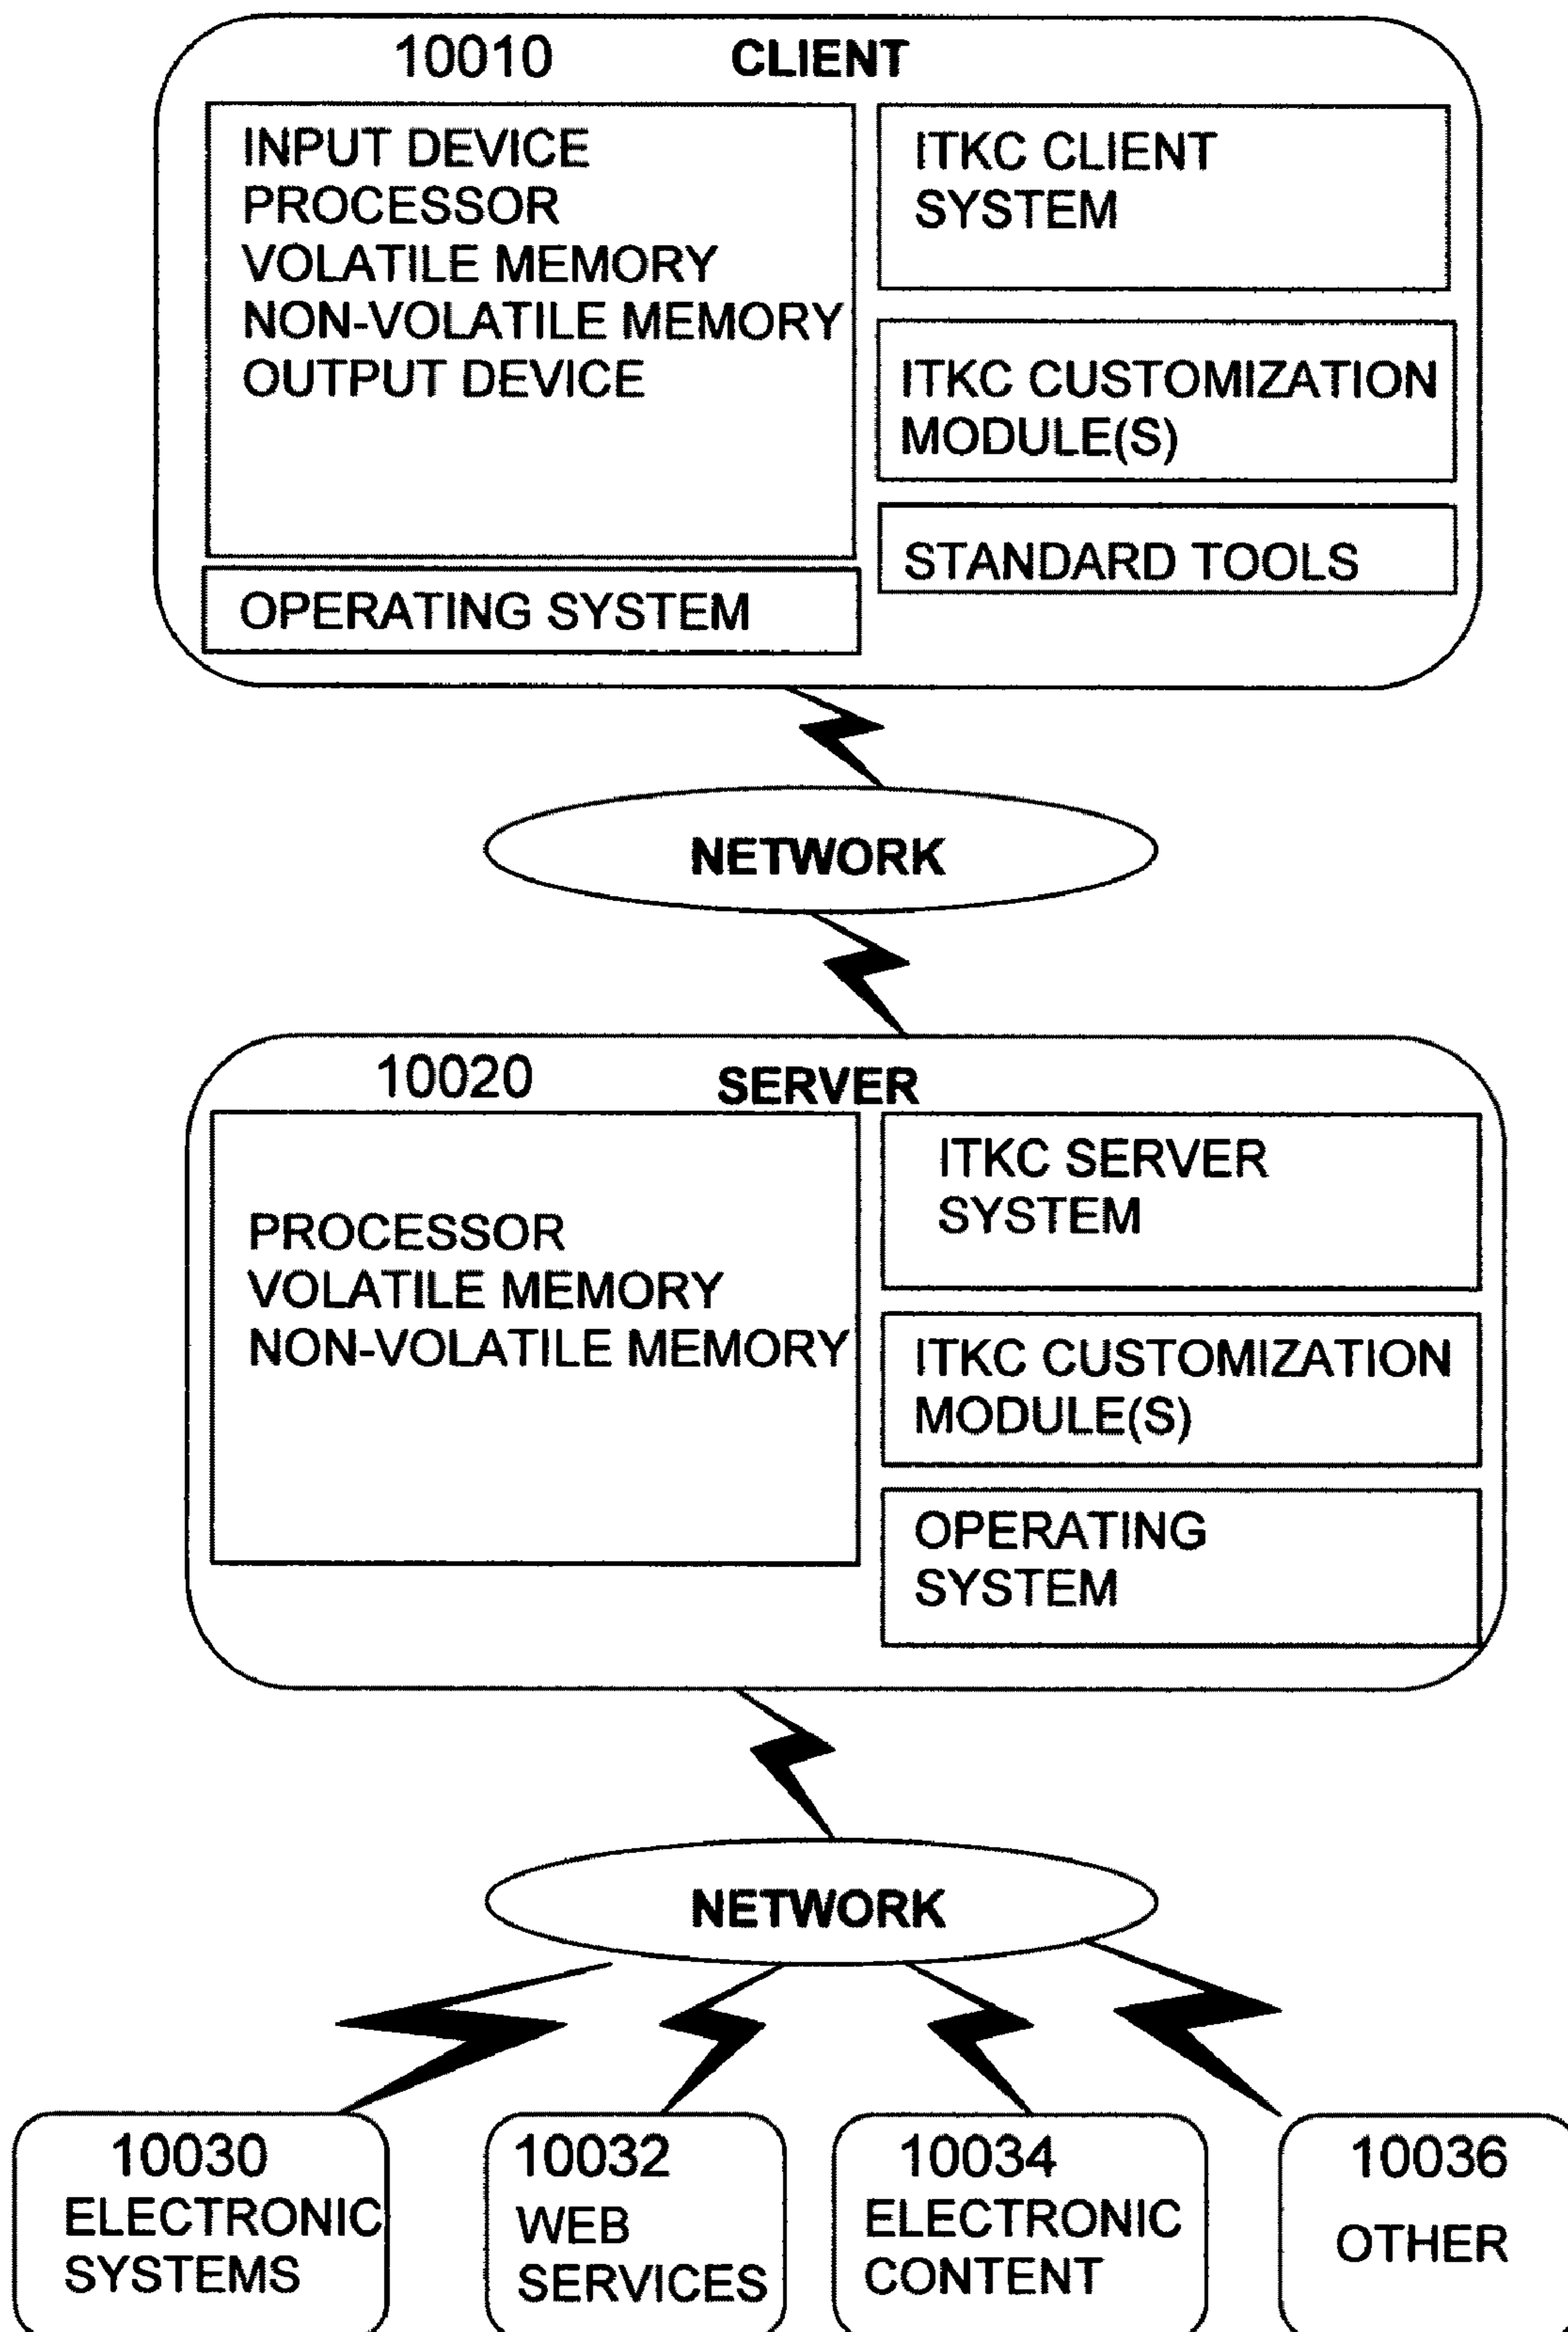 10010 CLIENT
INPUT DEVICE
PROCESSOR
VOLATILE MEMORY
NON-VOLATILE MEMORY
OUTPUT DEVICE
OPERATING SYSTEM
ITKC CLIENT
SYSTEM
ITKC CUSTOMIZATION
MODULE(S)
STANDARD TOOLS
NETWORK
10020 SERVER
PROCESSOR
VOLATILE MEMORY
NON-VOLATILE MEMORY
ITKC SERVER
SYSTEM
ITKC CUSTOMIZATION
MODULE(S)
OPERATING
SYSTEM
NETWORK
10030
ELECTRONIC
SYSTEMS
10032
WEB
SERVICES
10034
ELECTRONIC
CONTENT
10036
OTHER